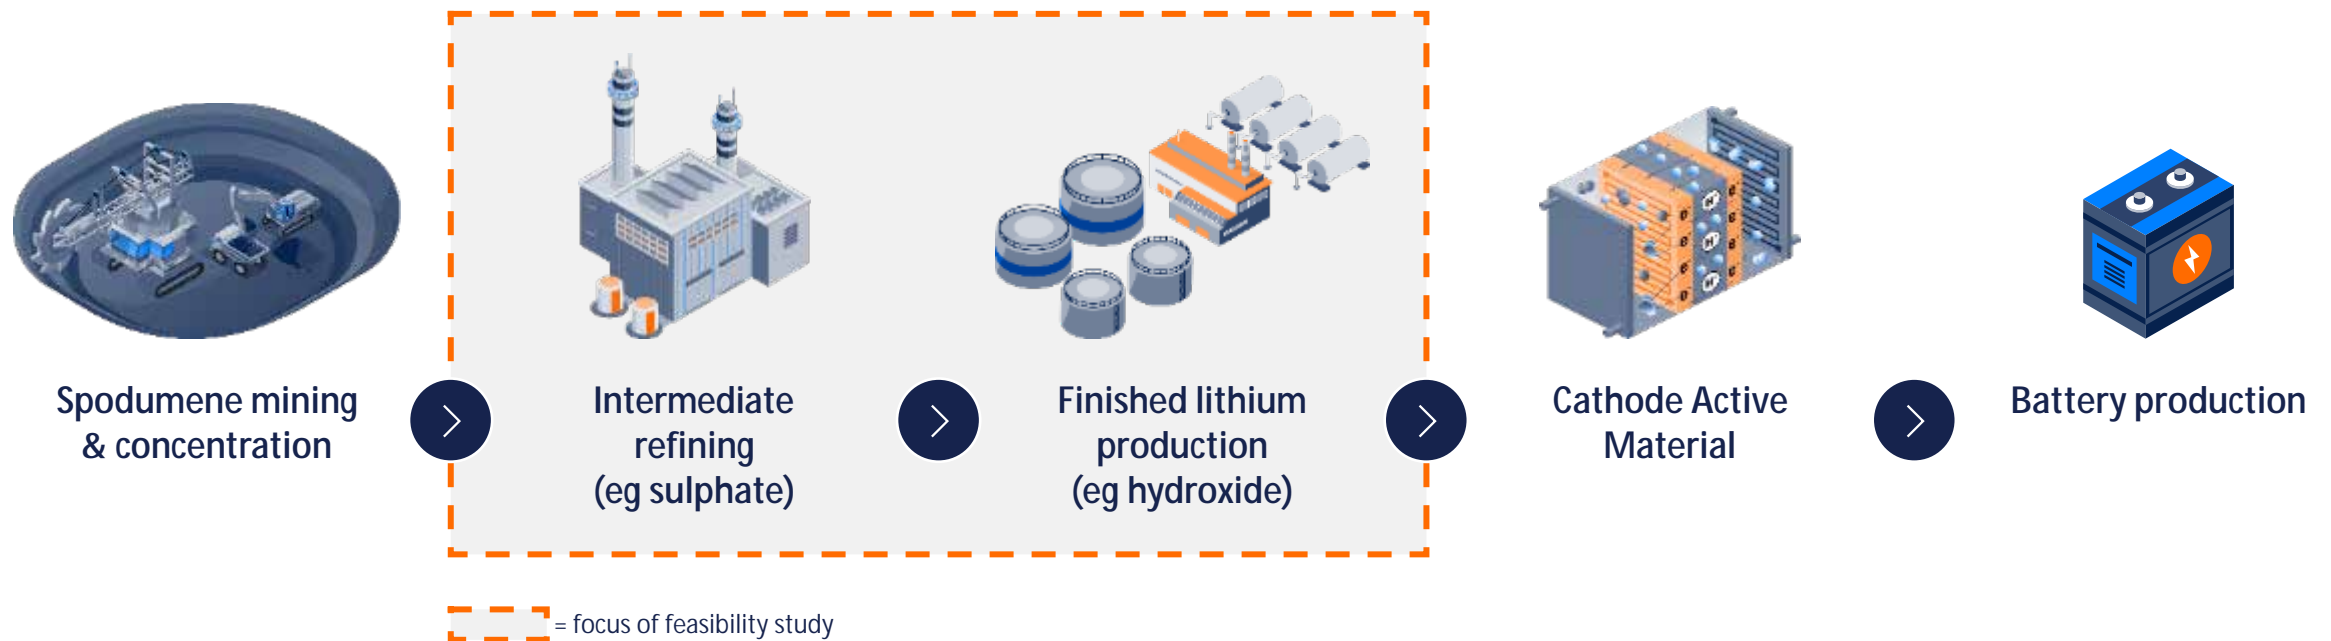 Spodumene mining
& concentration
Intermediate
refining
(eg sulphate)
Finished lithium
production
(eg hydroxide)
Cathode Active
Material
Battery production
= focus of feasibility study